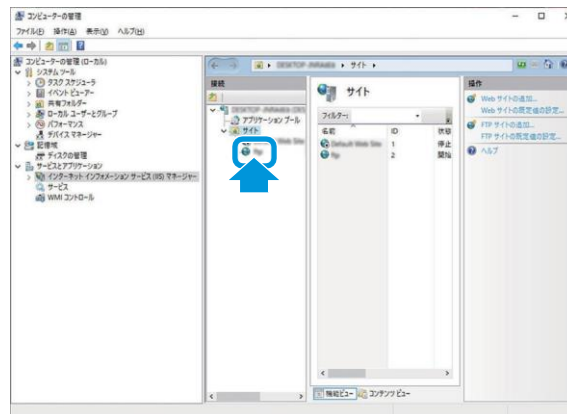 コンピューターの管理
ファイル(F) 操作(A) 表示(V) ヘルプ(H)
コンピューターの管理 (ローカル)
システム ツール
タスク スケジューラ
イベント ビューアー
共有フォルダー
ローカル ユーザーとグループ
パフォーマンス
デバイス マネージャー
記憶域
ディスクの管理
サービスとアプリケーション
インターネット インフォメーション サービス (IIS) マネージャー
サービス
WMI コントロール
サイト
接続
アプリケーション プール
サイト
サイト
フィルター:
名前 ID 状態
Default Web Site 1 停止
ftp 2 開始
機能ビュー コンテンツ ビュー
操作
Web サイトの追加...
Web サイトの既定値の設定...
FTP サイトの追加...
FTP サイトの既定値の設定...
ヘルプ